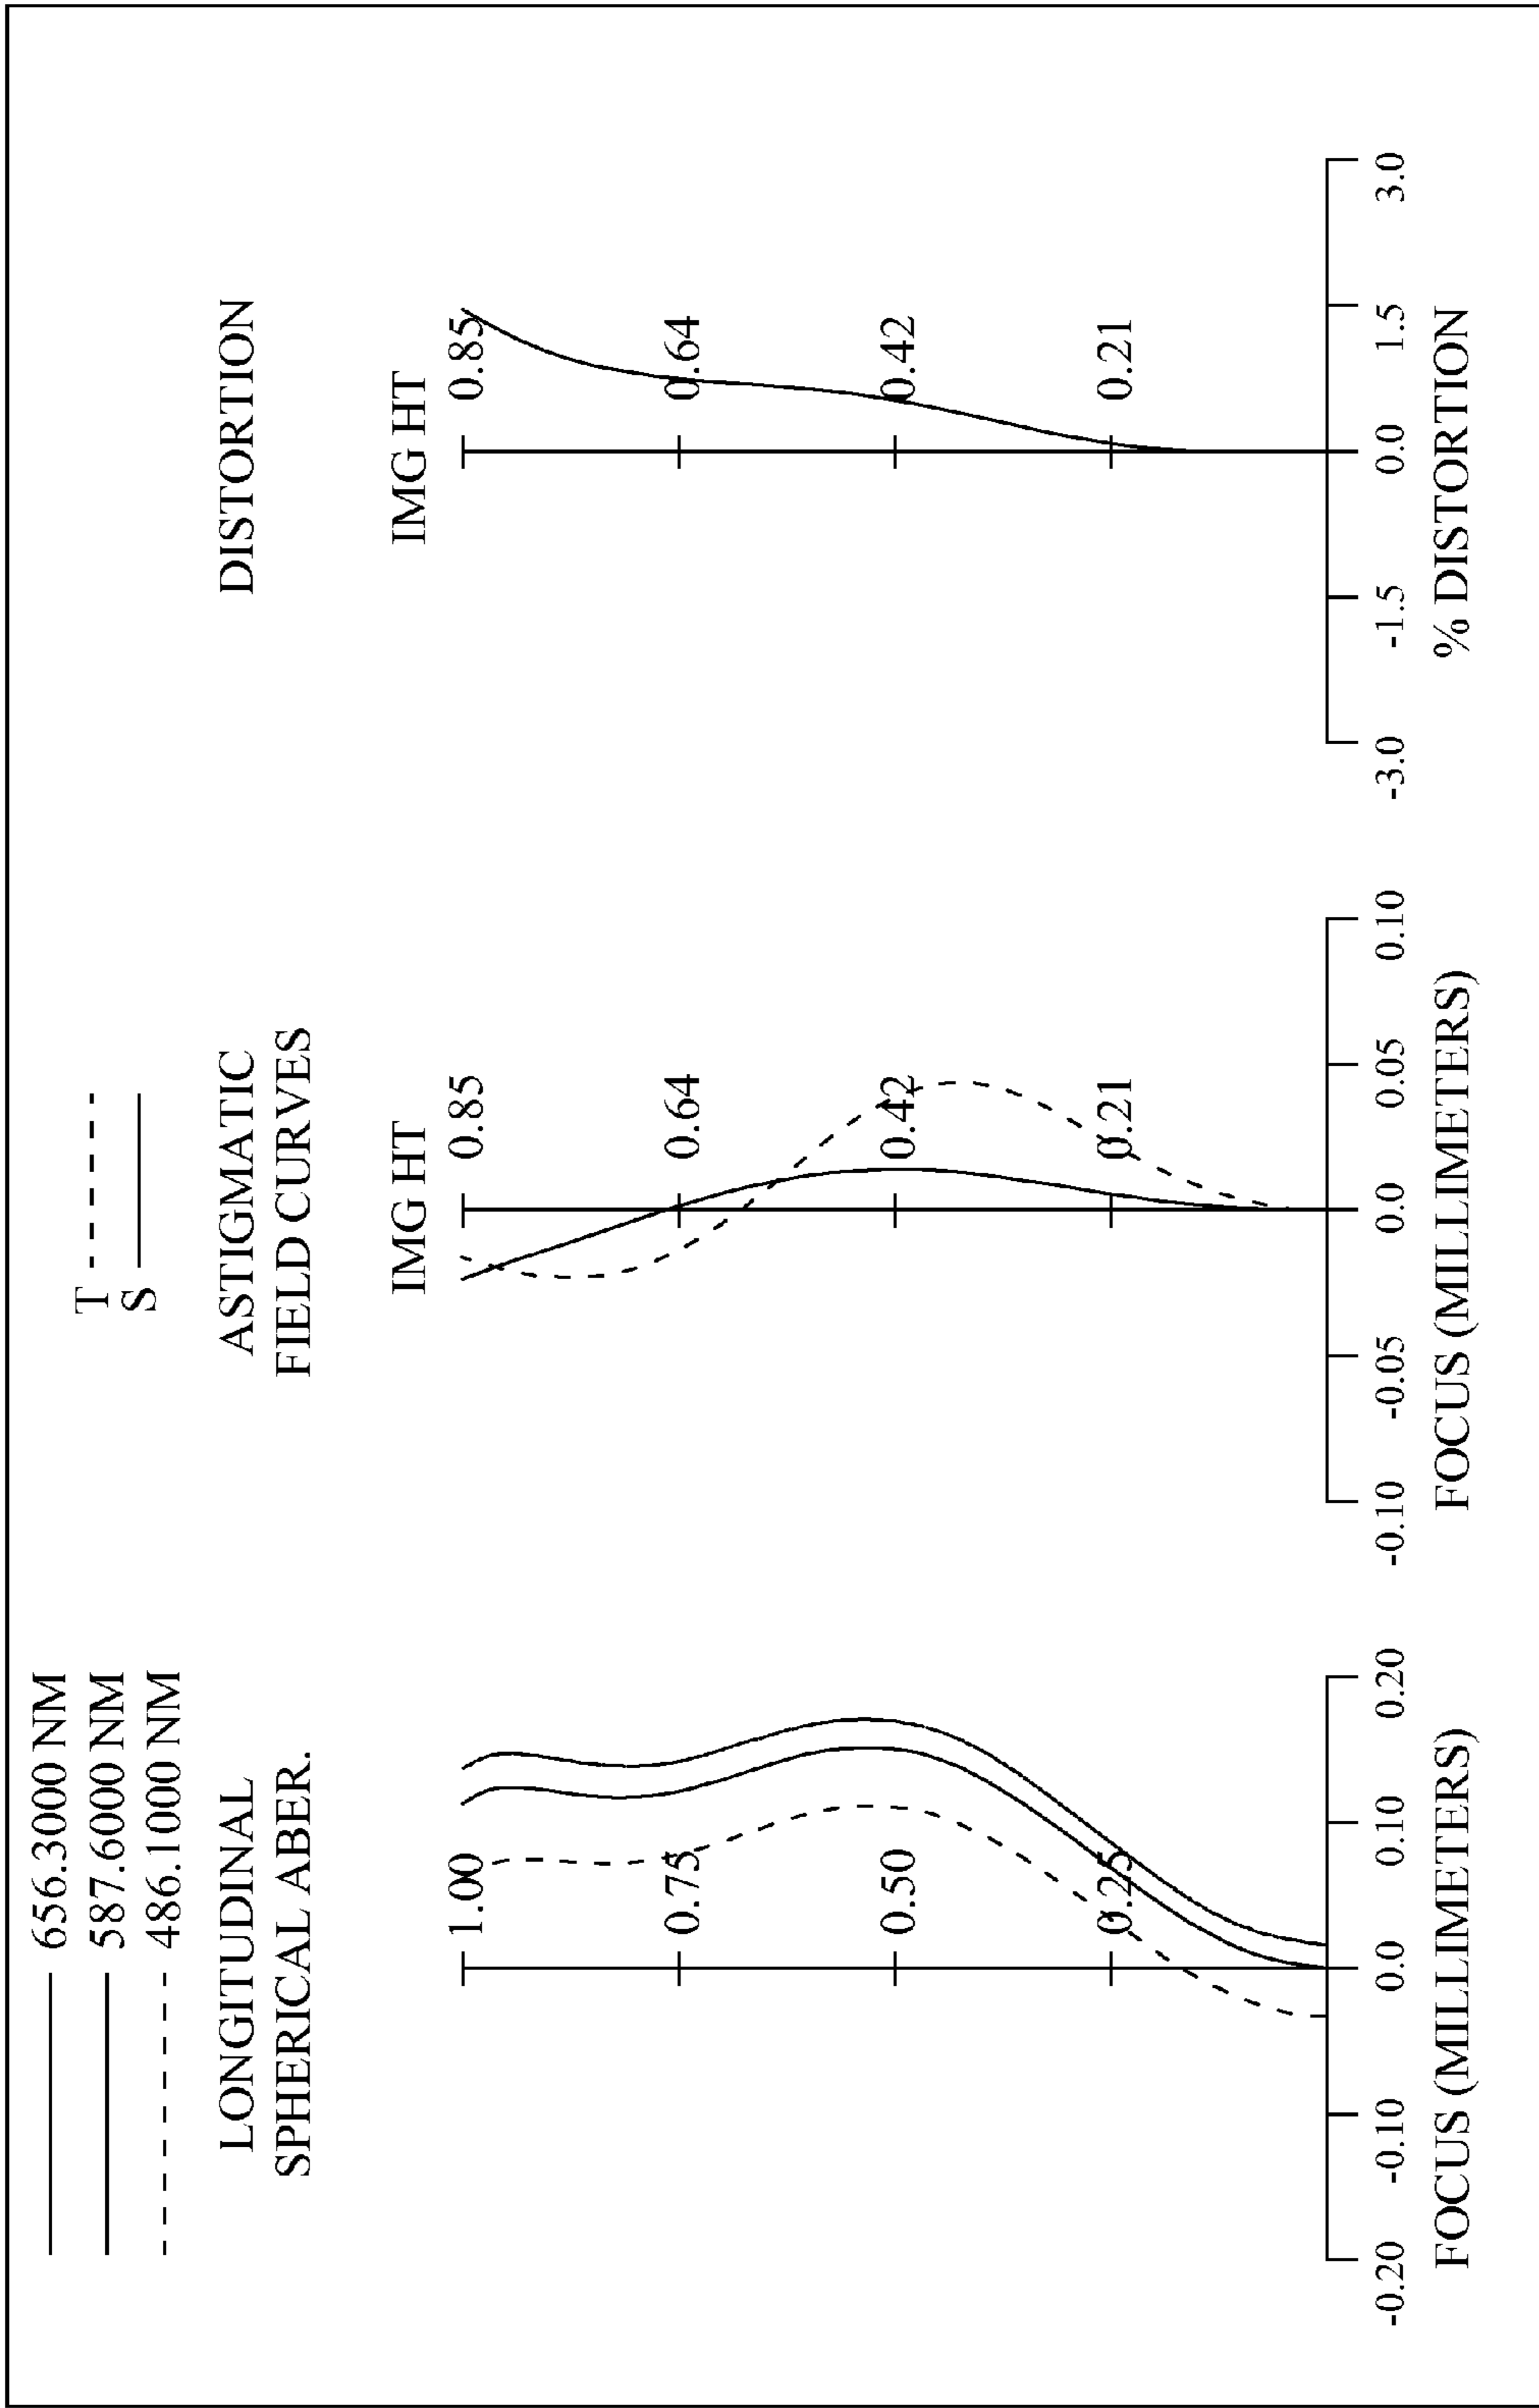 656.3000 NM
587.6000 NM
486.1000 NM
LONGITUDINAL
SPHERICAL ABER.
1.00
0.75
0.50
0.25
-0.20 -0.10 0.0 0.10 0.20
FOCUS (MILLIMETERS)
T
S
ASTIGMATIC
FIELD CURVES
IMG HT
0.85
0.64
0.42
0.21
-0.10 -0.05 0.0 0.05 0.10
FOCUS (MILLIMETERS)
DISTORTION
IMG HT
0.85
0.64
0.42
0.21
-3.0 -1.5 0.0 1.5 3.0
% DISTORTION